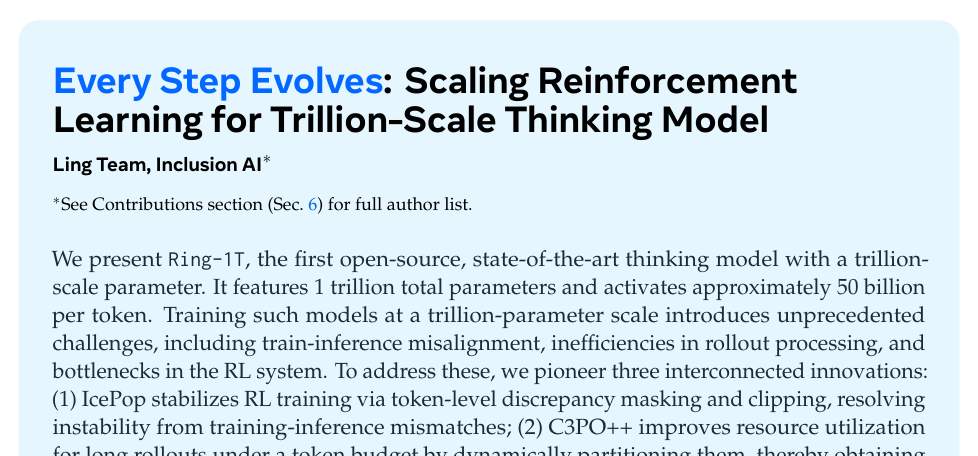 Every Step Evolves: Scaling Reinforcement
Learning for Trillion-Scale Thinking Model
Ling Team, Inclusion AI*
*See Contributions section (Sec. 6) for full author list.
We present Ring-1T, the first open-source, state-of-the-art thinking model with a trillion-
scale parameter. It features 1 trillion total parameters and activates approximately 50 billion
per token. Training such models at a trillion-parameter scale introduces unprecedented
challenges, including train-inference misalignment, inefficiencies in rollout processing, and
bottlenecks in the RL system. To address these, we pioneer three interconnected innovations:
(1) IcePop stabilizes RL training via token-level discrepancy masking and clipping, resolving
instability from training-inference mismatches; (2) C3PO++ improves resource utilization
for long rollouts under a token budget by dynamically partitioning them, thereby obtaining